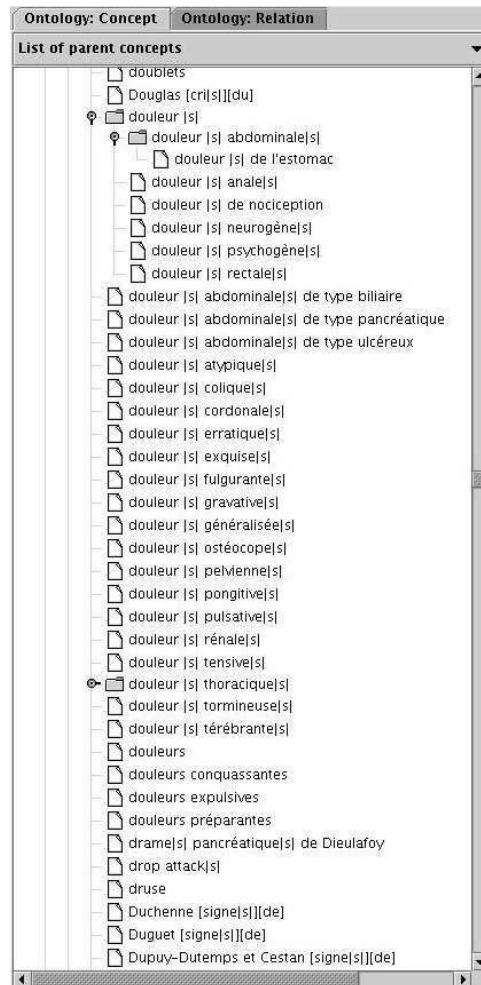 Ontology: Concept Ontology: Relation
List of parent concepts
doublets
Douglas [cri|s|][du]
douleur |s|
douleur |s| abdominale|s|
douleur |s| de l'estomac
douleur |s| anale|s|
douleur |s| de nociception
douleur |s| neurogène|s|
douleur |s| psychogène|s|
douleur |s| rectale|s|
douleur |s| abdominale|s| de type biliaire
douleur |s| abdominale|s| de type pancréatique
douleur |s| abdominale|s| de type ulcéreux
douleur |s| atypique|s|
douleur |s| colique|s|
douleur |s| cordonale|s|
douleur |s| erratique|s|
douleur |s| exquise|s|
douleur |s| fulgurante|s|
douleur |s| gravative|s|
douleur |s| généralisée|s|
douleur |s| ostéocope|s|
douleur |s| pelvienne|s|
douleur |s| pongitive|s|
douleur |s| pulsative|s|
douleur |s| rénale|s|
douleur |s| tensive|s|
douleur |s| thoracique|s|
douleur |s| tormineuse|s|
douleur |s| térébrante|s|
douleurs
douleurs conquassantes
douleurs expulsives
douleurs préparantes
drame|s| pancréatique|s| de Dieulafoy
drop attack|s|
druse
Duchenne [signe|s|][de]
Duguet [signe|s|][de]
Dupuy-Dutemps et Cestan [signe|s|][de]